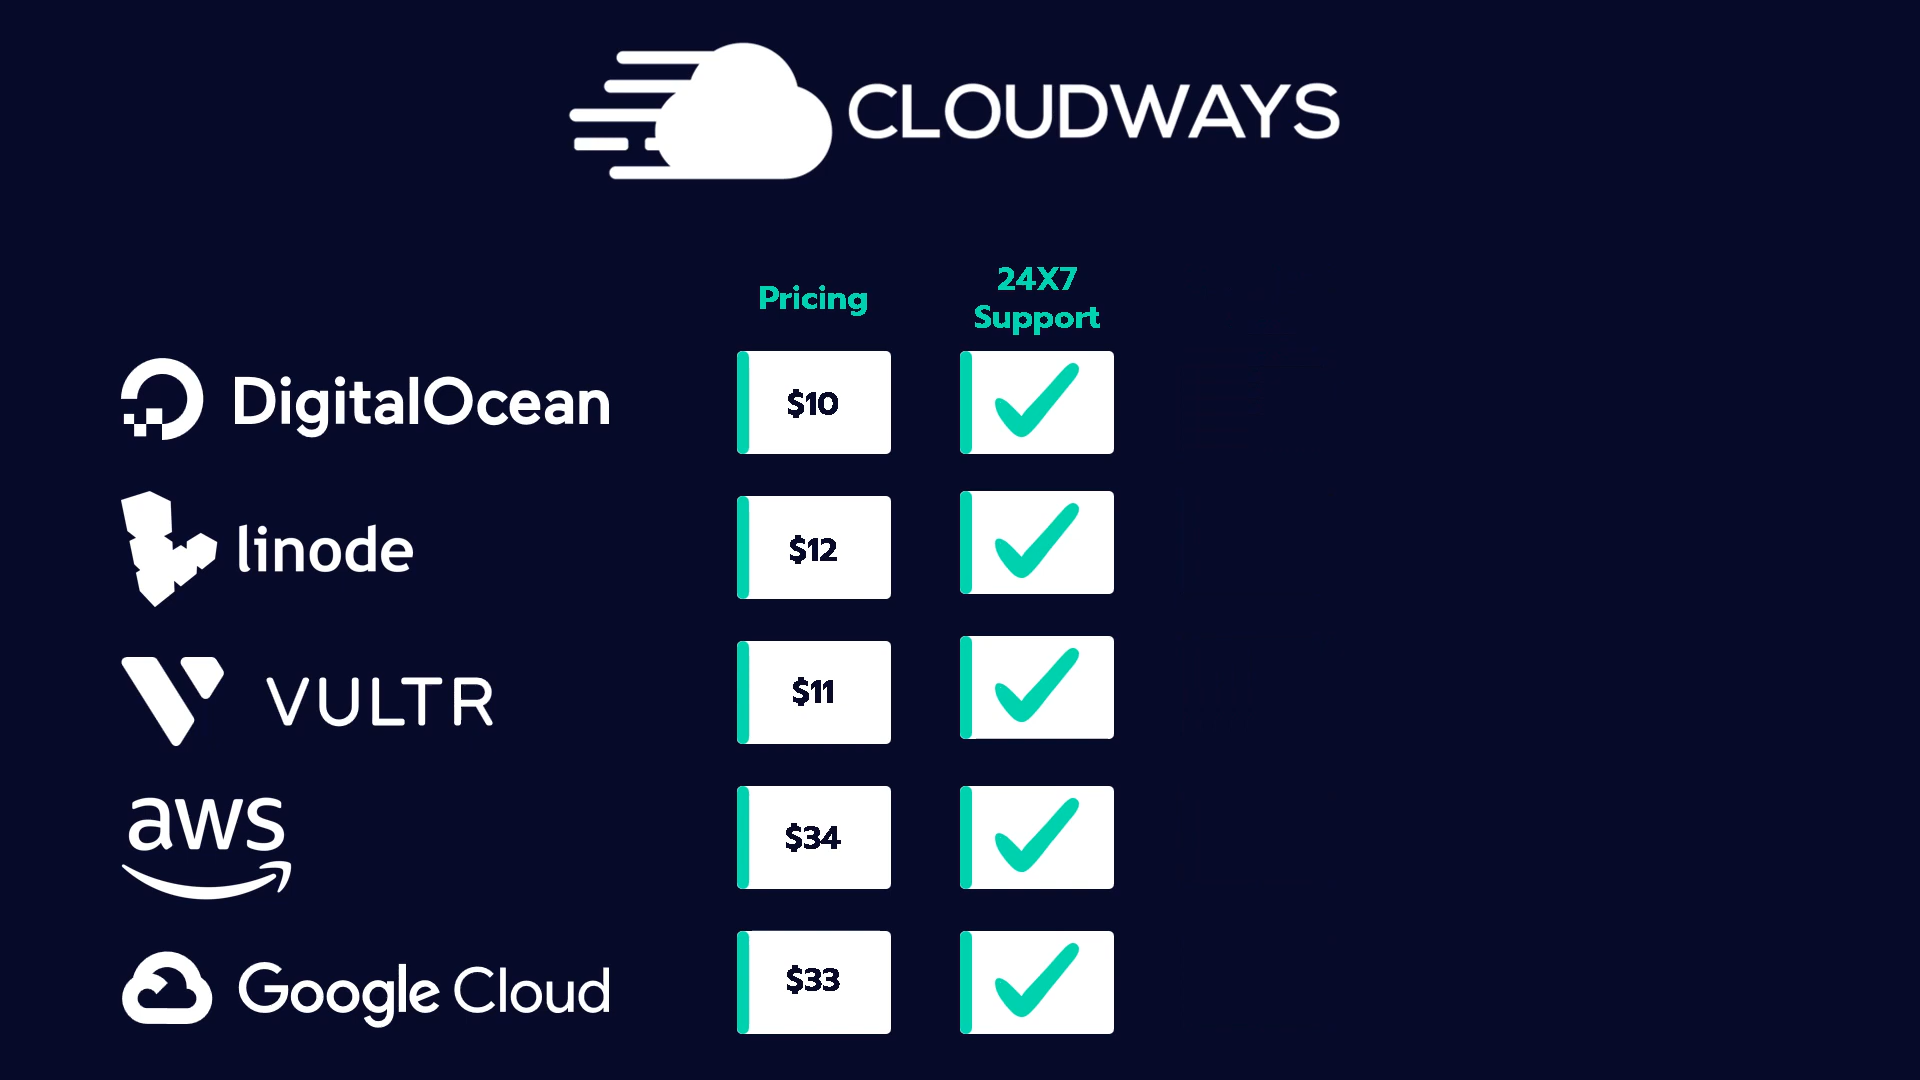 CLOUDWAYS
Pricing
24X7
Support
DigitalOcean
$10
linode
$12
VULTR
$11
aws
$34
Google Cloud
$33